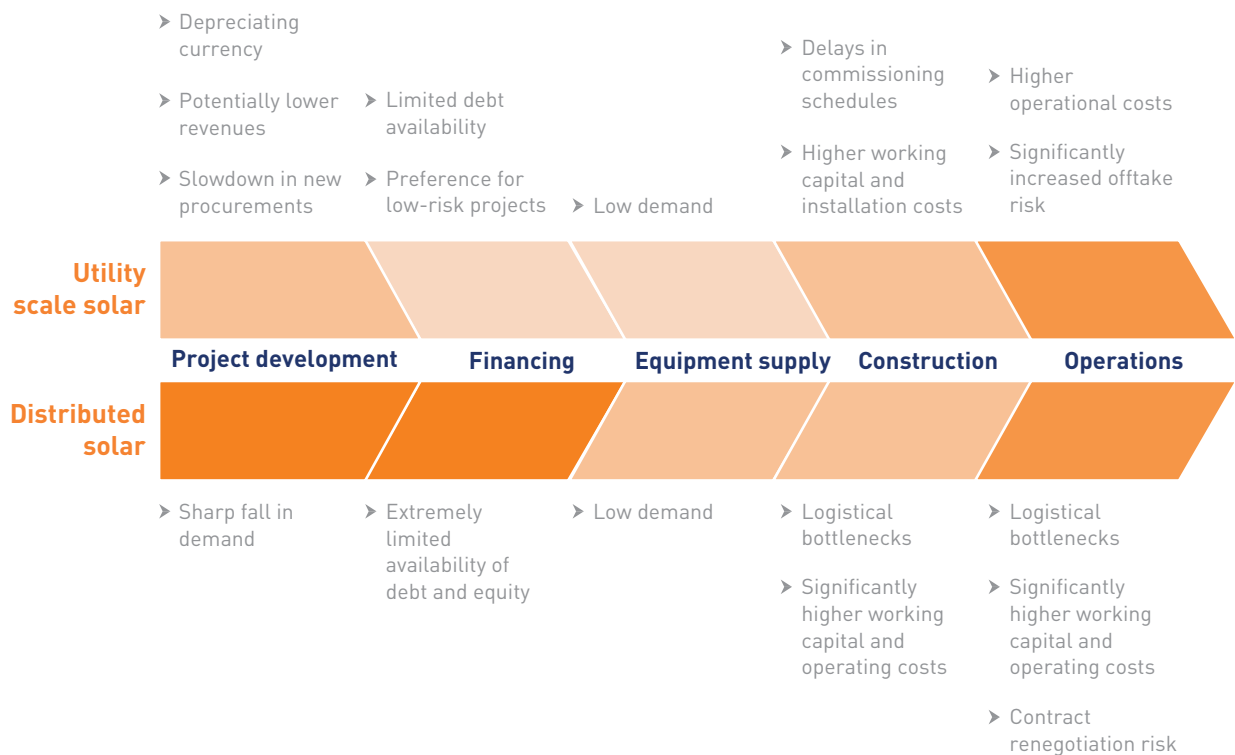 Depreciating
currency
Potentially lower
revenues
Slowdown in new
procurements
Limited debt
availability
Preference for
low-risk projects
Low demand
Delays in
commissioning
schedules
Higher working
capital and
installation costs
Higher
operational costs
Significantly
increased offtake
risk
Utility
scale solar
Project development
Financing
Equipment supply
Construction
Operations
Distributed
solar
Sharp fall in
demand
Extremely
limited
availability of
debt and equity
Low demand
Logistical
bottlenecks
Significantly
higher working
capital and
operating costs
Logistical
bottlenecks
Significantly
higher working
capital and
operating costs
Contract
renegotiation risk